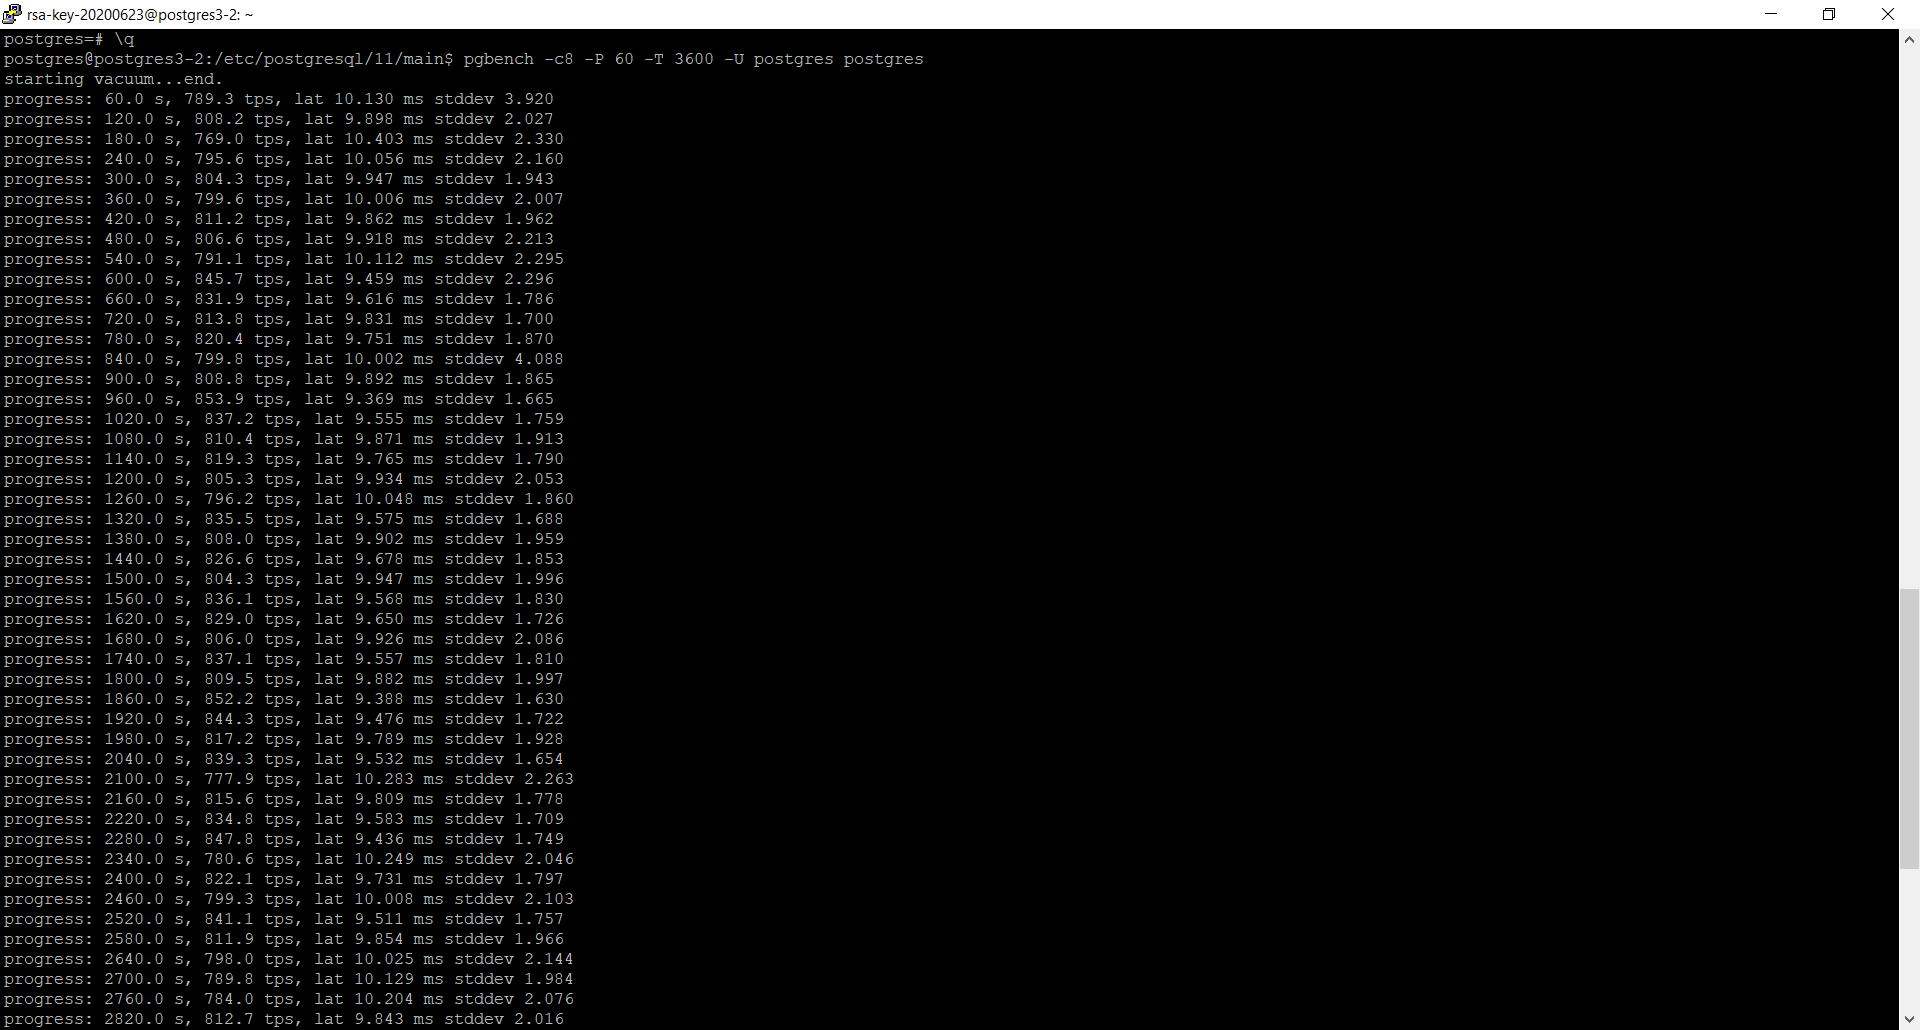 rsa-key-20200623@postgres3-2: ~
postgres=# \q
postgres@postgres3-2:/etc/postgresql/11/main$ pgbench -c8 -P 60 -T 3600 -U postgres postgres
starting vacuum...end.
progress: 60.0 s, 789.3 tps, lat 10.130 ms stddev 3.920
progress: 120.0 s, 808.2 tps, lat 9.898 ms stddev 2.027
progress: 180.0 s, 769.0 tps, lat 10.403 ms stddev 2.330
progress: 240.0 s, 795.6 tps, lat 10.056 ms stddev 2.160
progress: 300.0 s, 804.3 tps, lat 9.947 ms stddev 1.943
progress: 360.0 s, 799.6 tps, lat 10.006 ms stddev 2.007
progress: 420.0 s, 811.2 tps, lat 9.862 ms stddev 1.962
progress: 480.0 s, 806.6 tps, lat 9.918 ms stddev 2.213
progress: 540.0 s, 791.1 tps, lat 10.112 ms stddev 2.295
progress: 600.0 s, 845.7 tps, lat 9.459 ms stddev 2.296
progress: 660.0 s, 831.9 tps, lat 9.616 ms stddev 1.786
progress: 720.0 s, 813.8 tps, lat 9.831 ms stddev 1.700
progress: 780.0 s, 820.4 tps, lat 9.751 ms stddev 1.870
progress: 840.0 s, 799.8 tps, lat 10.002 ms stddev 4.088
progress: 900.0 s, 808.8 tps, lat 9.892 ms stddev 1.865
progress: 960.0 s, 853.9 tps, lat 9.369 ms stddev 1.665
progress: 1020.0 s, 837.2 tps, lat 9.555 ms stddev 1.759
progress: 1080.0 s, 810.4 tps, lat 9.871 ms stddev 1.913
progress: 1140.0 s, 819.3 tps, lat 9.765 ms stddev 1.790
progress: 1200.0 s, 805.3 tps, lat 9.934 ms stddev 2.053
progress: 1260.0 s, 796.2 tps, lat 10.048 ms stddev 1.860
progress: 1320.0 s, 835.5 tps, lat 9.575 ms stddev 1.688
progress: 1380.0 s, 808.0 tps, lat 9.902 ms stddev 1.959
progress: 1440.0 s, 826.6 tps, lat 9.678 ms stddev 1.853
progress: 1500.0 s, 804.3 tps, lat 9.947 ms stddev 1.996
progress: 1560.0 s, 836.1 tps, lat 9.568 ms stddev 1.830
progress: 1620.0 s, 829.0 tps, lat 9.650 ms stddev 1.726
progress: 1680.0 s, 806.0 tps, lat 9.926 ms stddev 2.086
progress: 1740.0 s, 837.1 tps, lat 9.557 ms stddev 1.810
progress: 1800.0 s, 809.5 tps, lat 9.882 ms stddev 1.997
progress: 1860.0 s, 852.2 tps, lat 9.388 ms stddev 1.630
progress: 1920.0 s, 844.3 tps, lat 9.476 ms stddev 1.722
progress: 1980.0 s, 817.2 tps, lat 9.789 ms stddev 1.928
progress: 2040.0 s, 839.3 tps, lat 9.532 ms stddev 1.654
progress: 2100.0 s, 777.9 tps, lat 10.283 ms stddev 2.263
progress: 2160.0 s, 815.6 tps, lat 9.809 ms stddev 1.778
progress: 2220.0 s, 834.8 tps, lat 9.583 ms stddev 1.709
progress: 2280.0 s, 847.8 tps, lat 9.436 ms stddev 1.749
progress: 2340.0 s, 780.6 tps, lat 10.249 ms stddev 2.046
progress: 2400.0 s, 822.1 tps, lat 9.731 ms stddev 1.797
progress: 2460.0 s, 799.3 tps, lat 10.008 ms stddev 2.103
progress: 2520.0 s, 841.1 tps, lat 9.511 ms stddev 1.757
progress: 2580.0 s, 811.9 tps, lat 9.854 ms stddev 1.966
progress: 2640.0 s, 798.0 tps, lat 10.025 ms stddev 2.144
progress: 2700.0 s, 789.8 tps, lat 10.129 ms stddev 1.984
progress: 2760.0 s, 784.0 tps, lat 10.204 ms stddev 2.076
progress: 2820.0 s, 812.7 tps, lat 9.843 ms stddev 2.016